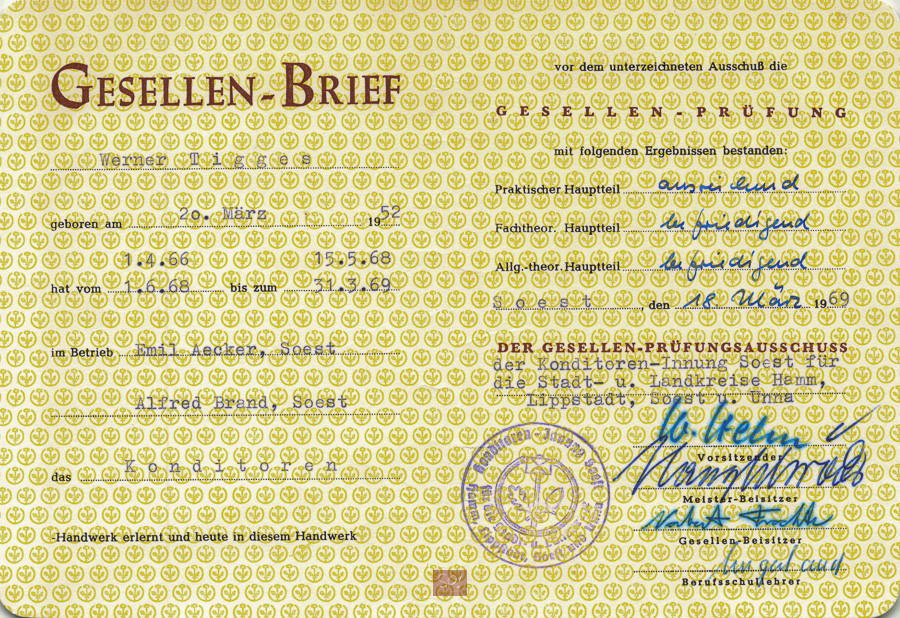 GESELLEN-BRIEF
Werner Tigges
geboren am 20. März 1952
1.4.66 15.5.68
hat vom 1.6.68 bis zum 31.3.69
im Betrieb Emil Aecker, Soest
Alfred Brand, Soest
das Konditoren
-Handwerk erlernt und heute in diesem Handwerk
vor dem unterzeichneten Ausschuß die
GESELLEN-PRÜFUNG
mit folgenden Ergebnissen bestanden:
Praktischer Hauptteil ausreichend
Fachtheor. Hauptteil befriedigend
Allg.-theor. Hauptteil befriedigend
Soest, den 18. März 1969
DER GESELLEN-PRÜFUNGSAUSSCHUSS
der Konditoren-Innung Soest für
die Stadt- u. Landkreise Hamm,
Lippstadt, Soest u. Unna
Vorsitzender
Meister-Beisitzer
Gesellen-Beisitzer
Berufsschullehrer
Konditoren-Innung Soest